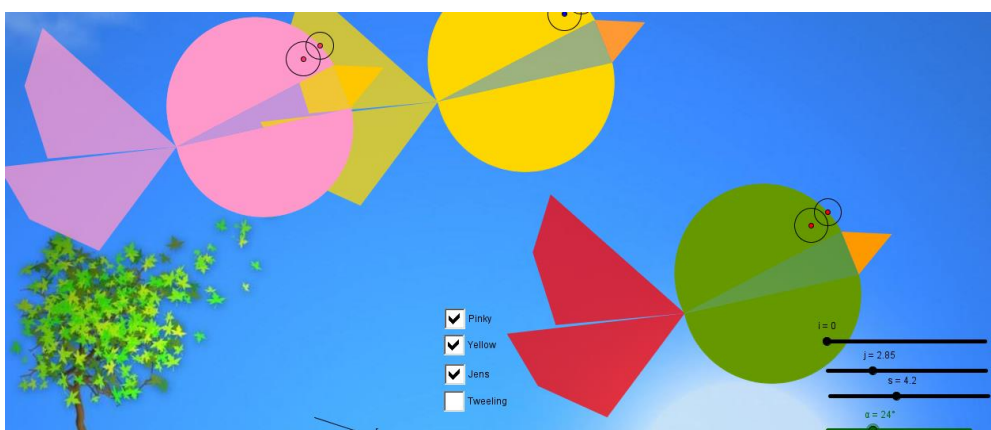 Pinky
Yellow
Jens
Tweeling
i = 0
j = 2.85
s = 4.2
α = 24°